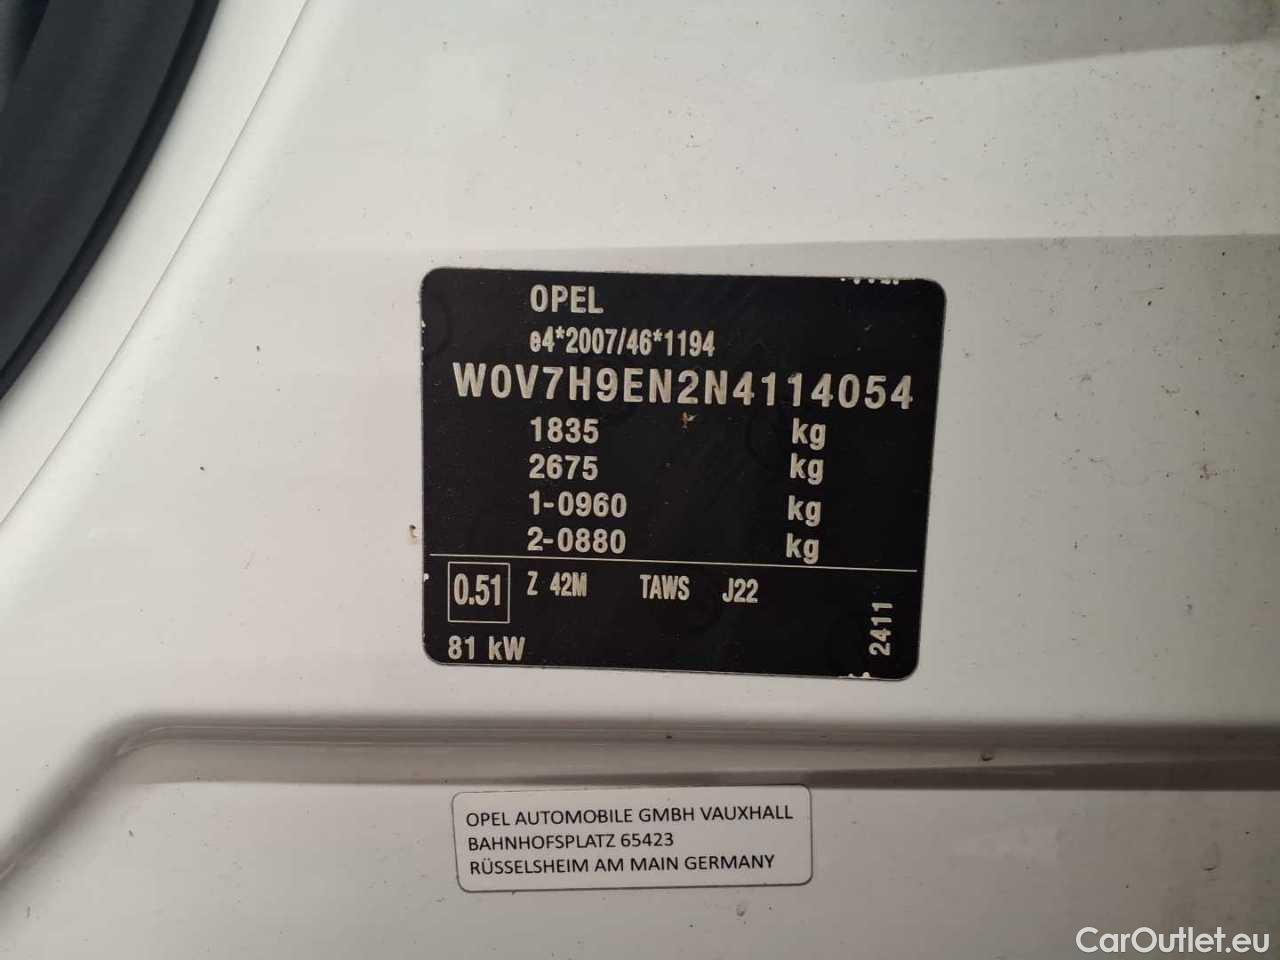 OPEL
e4*2007/46*1194
W0V7H9EN2N4114054
1835 kg
2675 kg
1-0960 kg
2-0880 kg
0.51 Z 42M TAWS J22
81 kW
2411
OPEL AUTOMOBILE GMBH VAUXHALL
BAHNHOFSPLATZ 65423
RÜSSELSHEIM AM MAIN GERMANY
CarOutlet.eu